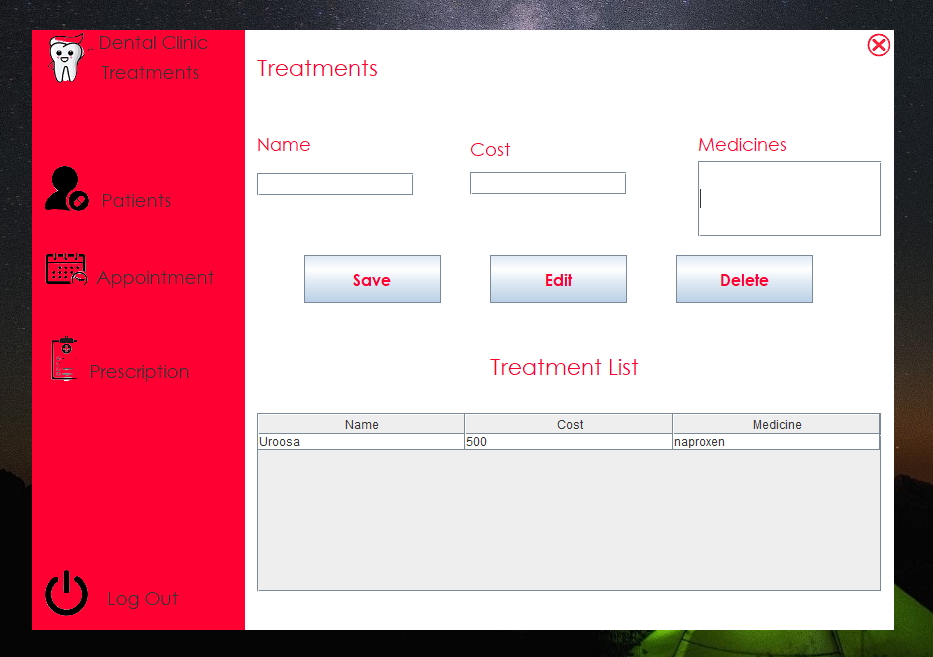 Dental Clinic
Treatments
Patients
Appointment
Prescription
Log Out
Treatments
Name
Cost
Medicines
Save
Edit
Delete
Treatment List
Name Cost Medicine
Uroosa 500 naproxen